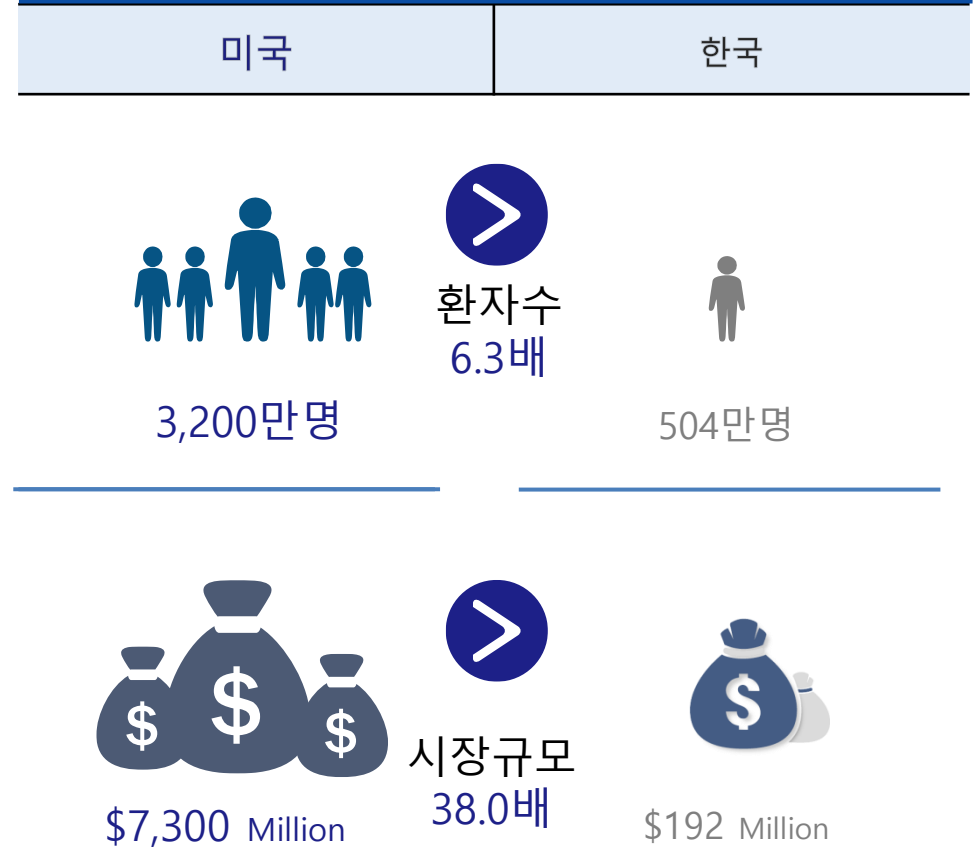 미국 한국
환자수
6.3배
3,200만명 504만명
$ $ $ $
시장규모
38.0배
$7,300 Million $192 Million